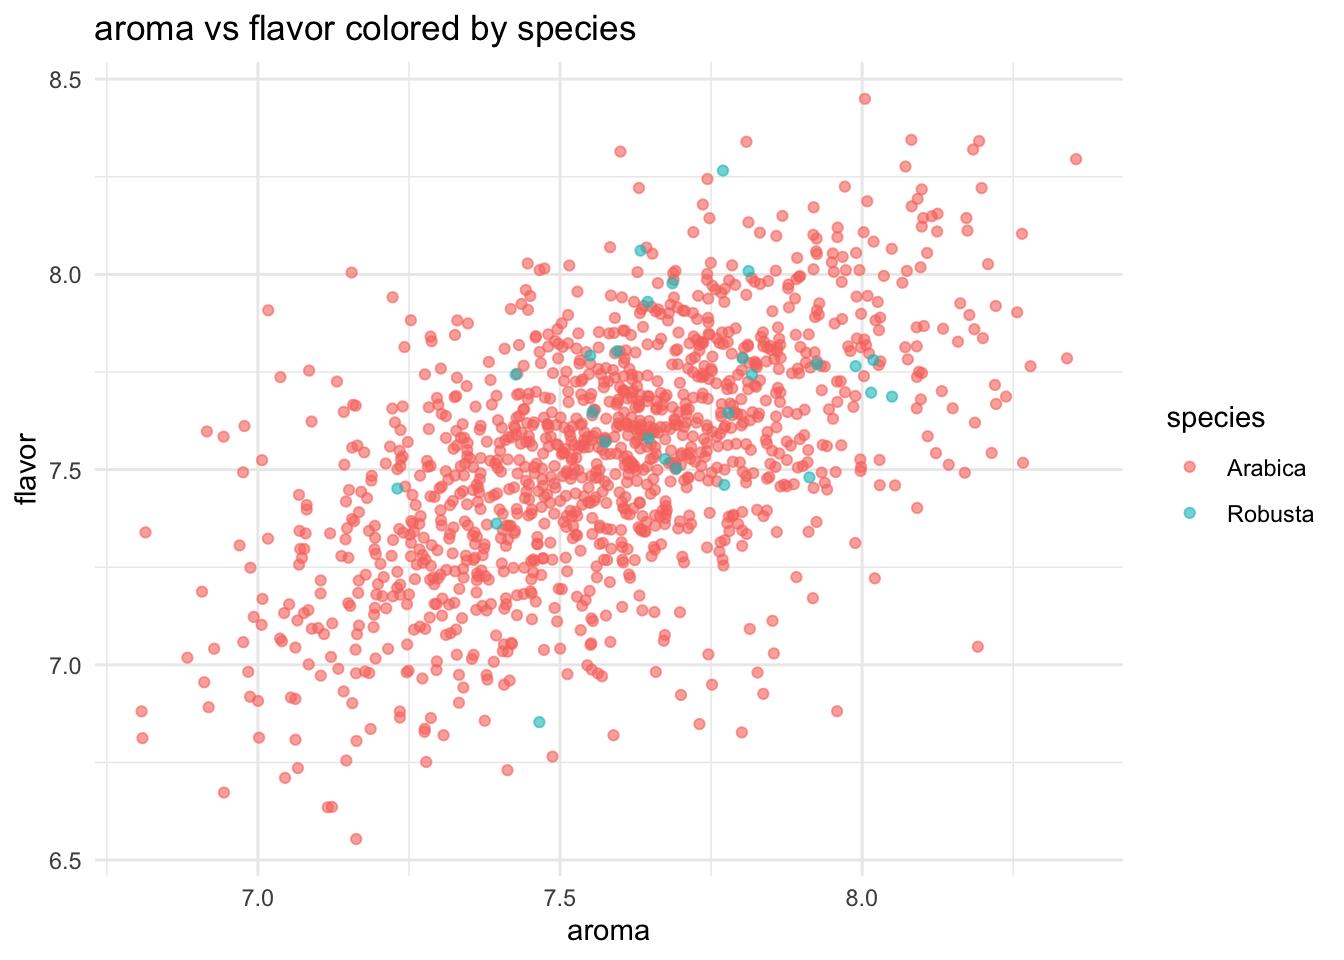 aroma vs flavor colored by species
8.5
8.0
7.5
7.0
6.5
flavor
7.0 7.5 8.0
aroma
species
Arabica
Robusta